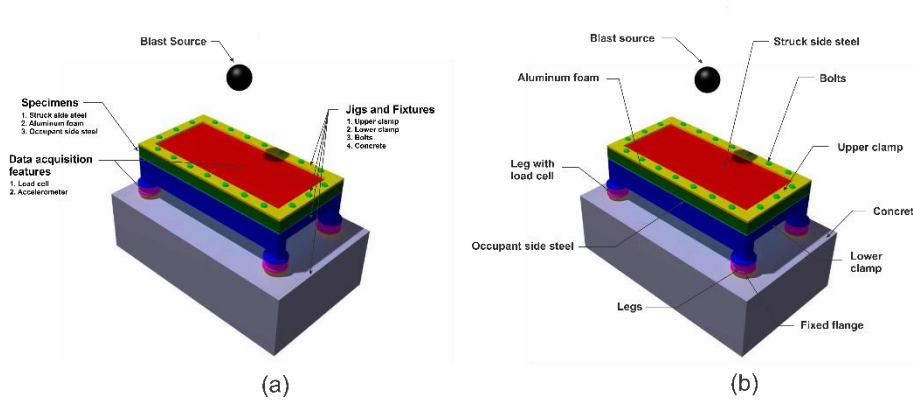 Blast Source
Specimens
1. Struck side steel
2. Aluminum foam
3. Occupant side steel
Data acquisition
features
1. Load cell
2. Accelerometer
Jigs and Fixtures
1. Upper clamp
2. Lower clamp
3. Bolts
4. Concrete
(a)
Blast source
Struck side steel
Aluminum foam
Bolts
Leg with
load cell
Upper clamp
Concret
Occupant side steel
Lower
clamp
Legs
Fixed flange
(b)